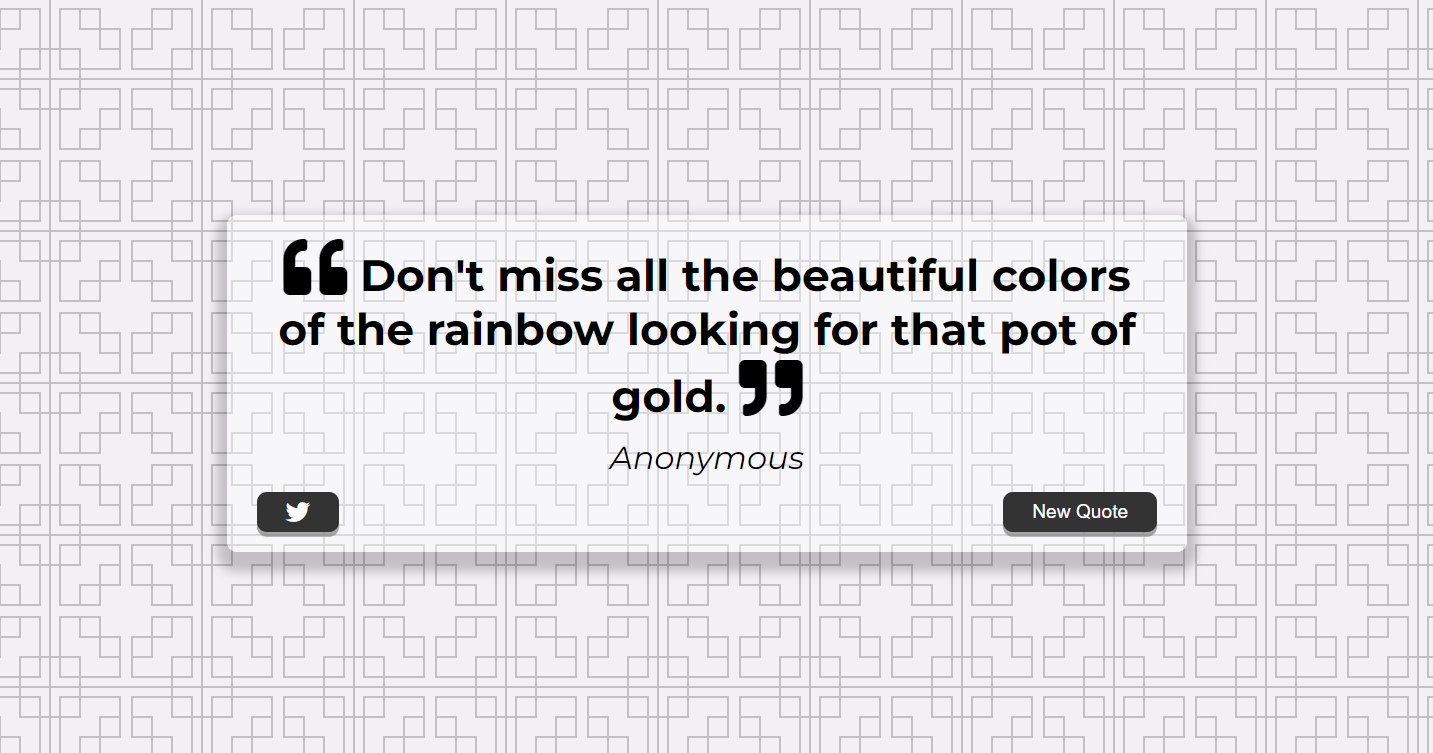 “ Don't miss all the beautiful colors
of the rainbow looking for that pot of
gold. ”
Anonymous
New Quote